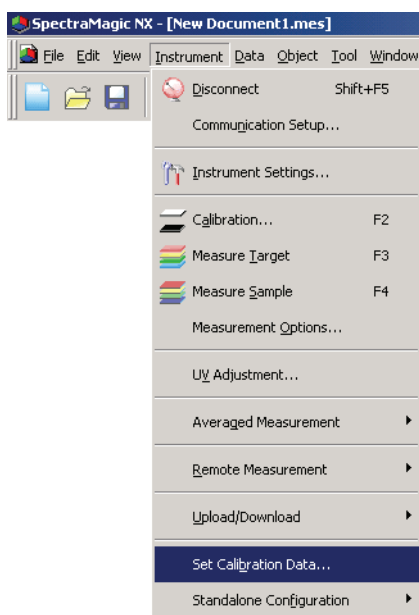 SpectraMagic NX - [New Document1.mes]
File Edit View Instrument Data Object Tool Window
Disconnect Shift+F5
Communication Setup...
Instrument Settings...
Calibration... F2
Measure Target F3
Measure Sample F4
Measurement Options...
UV Adjustment...
Averaged Measurement
Remote Measurement
Upload/Download
Set Calibration Data...
Standalone Configuration